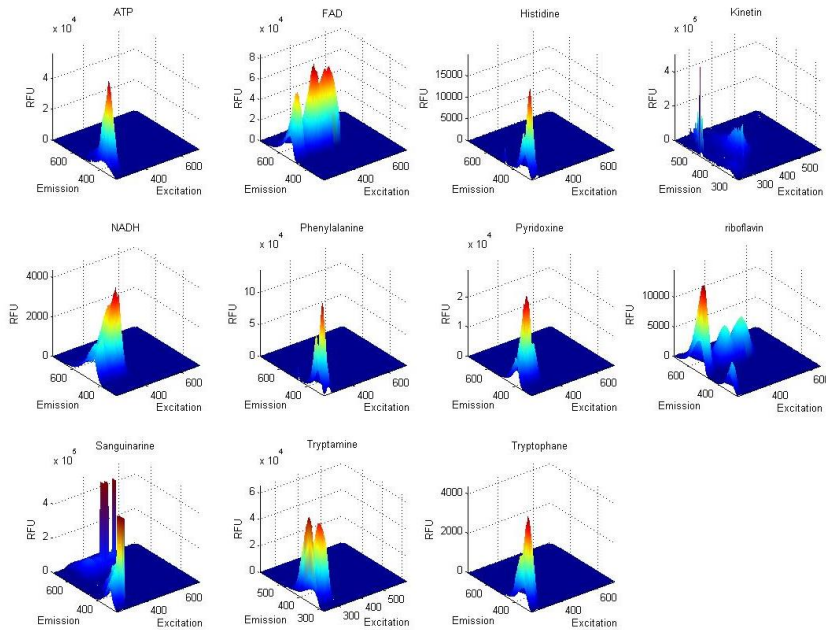 ATP
x 10^4
RFU
4
2
0
600
400
Emission
400
600
Excitation
FAD
x 10^4
RFU
8
6
4
2
0
600
400
Emission
400
600
Excitation
Histidine
RFU
15000
10000
5000
0
600
400
Emission
400
600
Excitation
Kinetin
x 10^5
RFU
4
2
0
500
400
300
Emission
300
400
500
Excitation
NADH
RFU
4000
2000
0
600
400
Emission
400
600
Excitation
Phenylalanine
x 10^4
RFU
10
5
0
600
400
Emission
400
600
Excitation
Pyridoxine
x 10^4
RFU
2
1
0
600
400
Emission
400
600
Excitation
riboflavin
RFU
10000
5000
0
600
400
Emission
400
600
Excitation
Sanguinarine
x 10^5
RFU
4
2
0
600
400
Emission
400
600
Excitation
Tryptamine
x 10^4
RFU
6
4
2
0
500
400
300
Emission
300
400
500
Excitation
Tryptophane
RFU
4000
2000
0
600
400
Emission
400
600
Excitation